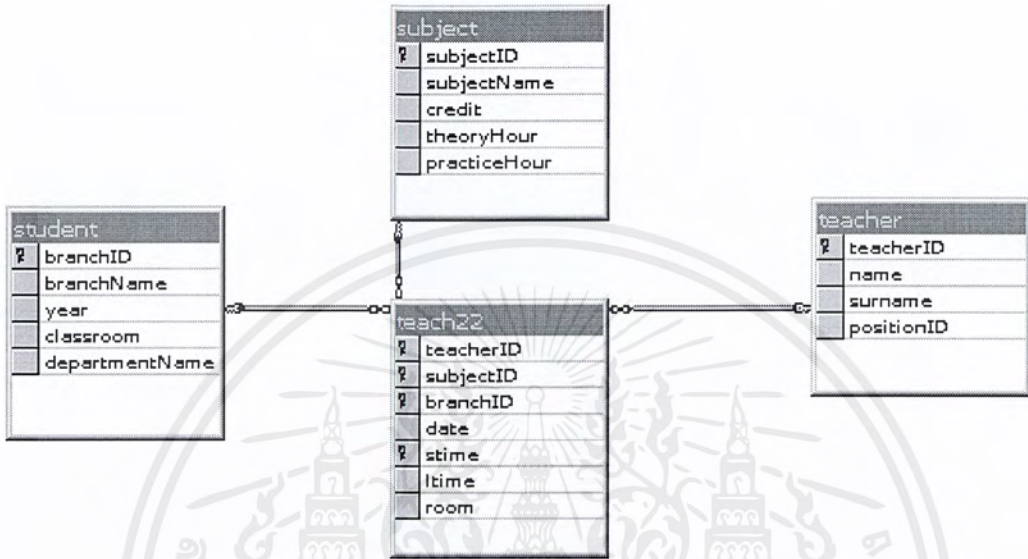 subject
subjectID
subjectName
credit
theoryHour
practiceHour
student
branchID
branchName
year
classroom
departmentName
teach22
teacherID
subjectID
branchID
date
stime
ltime
room
teacher
teacherID
name
surname
positionID